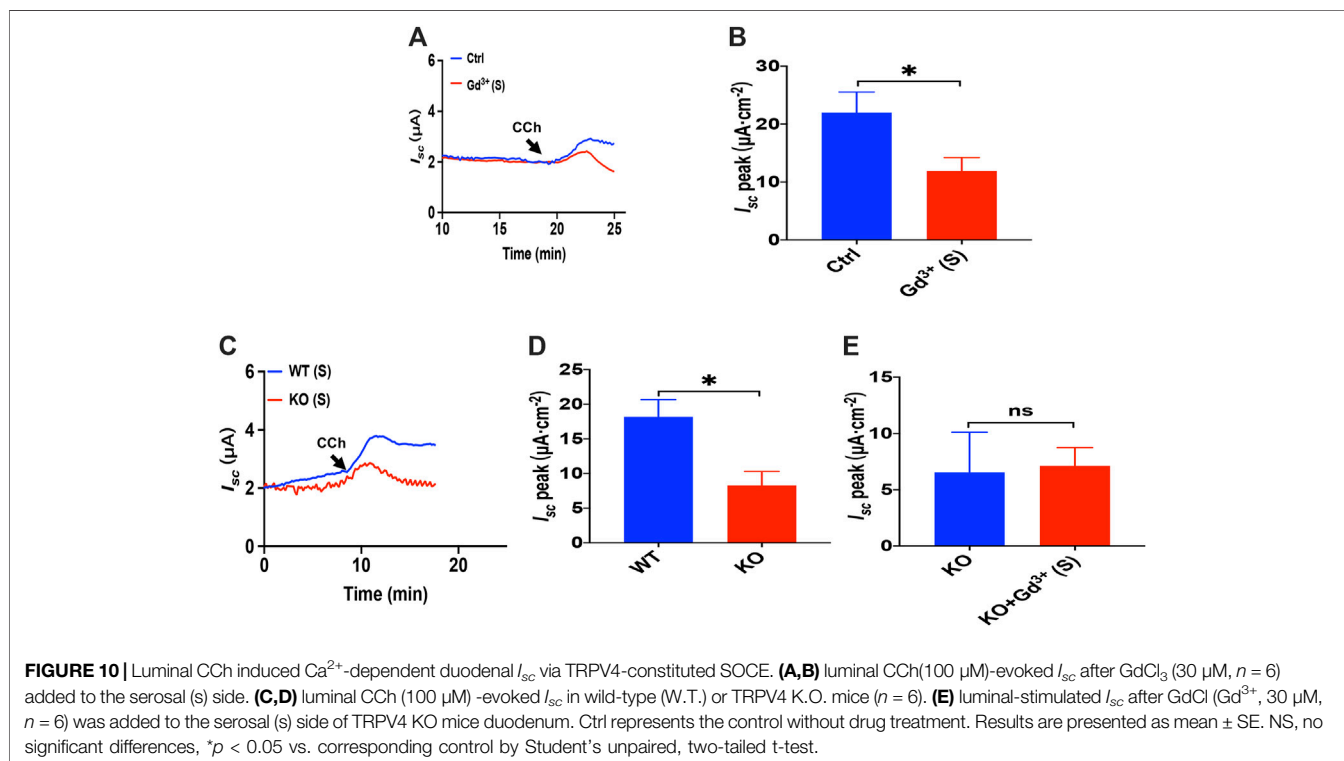 A
B
6
Ctrl
Gd³⁺ (S)
4
CCh
2
0
10
15
20
25
Isc (µA)
Time (min)
30
20
10
0
*
Isc peak (µA·cm⁻²)
Ctrl
Gd³⁺ (S)
C
D
E
6
WT (S)
KO (S)
4
CCh
2
0
0
10
20
Isc (µA)
Time (min)
25
20
15
10
5
0
*
Isc peak (µA·cm⁻²)
WT
KO
15
10
5
0
ns
Isc peak (µA·cm⁻²)
KO
KO+Gd³⁺ (S)
FIGURE 10 | Luminal CCh induced Ca²⁺-dependent duodenal Isc via TRPV4-constituted SOCE. (A,B) luminal CCh(100 µM)-evoked Isc after GdCl₃ (30 µM, n = 6)
added to the serosal (s) side. (C,D) luminal CCh (100 µM) -evoked Isc in wild-type (W.T.) or TRPV4 K.O. mice (n = 6). (E) luminal-stimulated Isc after GdCl (Gd³⁺, 30 µM,
n = 6) was added to the serosal (s) side of TRPV4 KO mice duodenum. Ctrl represents the control without drug treatment. Results are presented as mean ± SE. NS, no
significant differences, *p < 0.05 vs. corresponding control by Student's unpaired, two-tailed t-test.